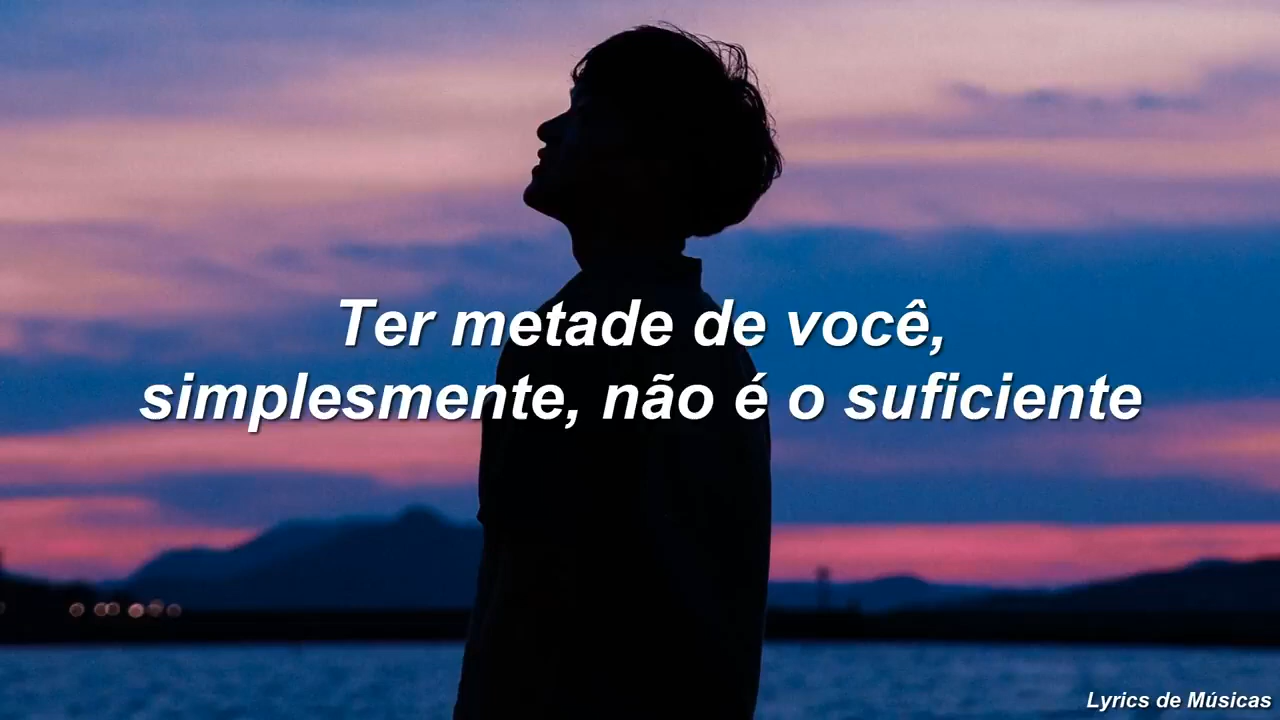 Ter metade de você,
simplesmente, não é o suficiente
Lyrics de Músicas